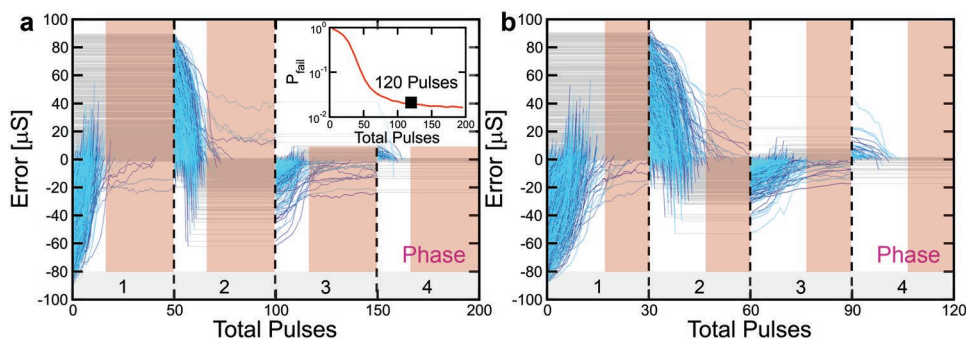 a
Error [µS]
100
80
60
40
20
0
-20
-40
-60
-80
-100
10⁰
10⁻¹
10⁻²
P_fail
120 Pulses
0 50 100 150 200
Total Pulses
Phase
1 2 3 4
0 50 100 150 200
Total Pulses
b
Error [µS]
100
80
60
40
20
0
-20
-40
-60
-80
-100
Phase
1 2 3 4
0 30 60 90 120
Total Pulses